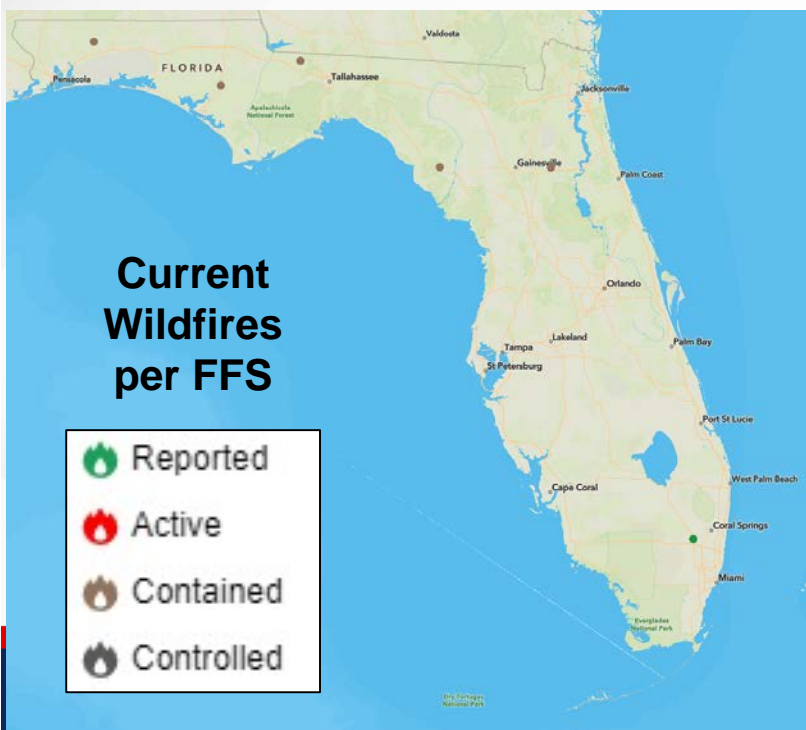 Valdosta
FLORIDA
Pensacola
Tallahassee
Jacksonville
Apalachicola
National Forest
Gainesville
Palm Coast
Current
Wildfires
per FFS
Orlando
Lakeland
Palm Bay
Tampa
St Petersburg
Port St Lucie
Reported
West Palm Beach
Cape Coral
Active
Coral Springs
Miami
Contained
Everglades
National Park
Controlled
Dry Tortugas
National Park